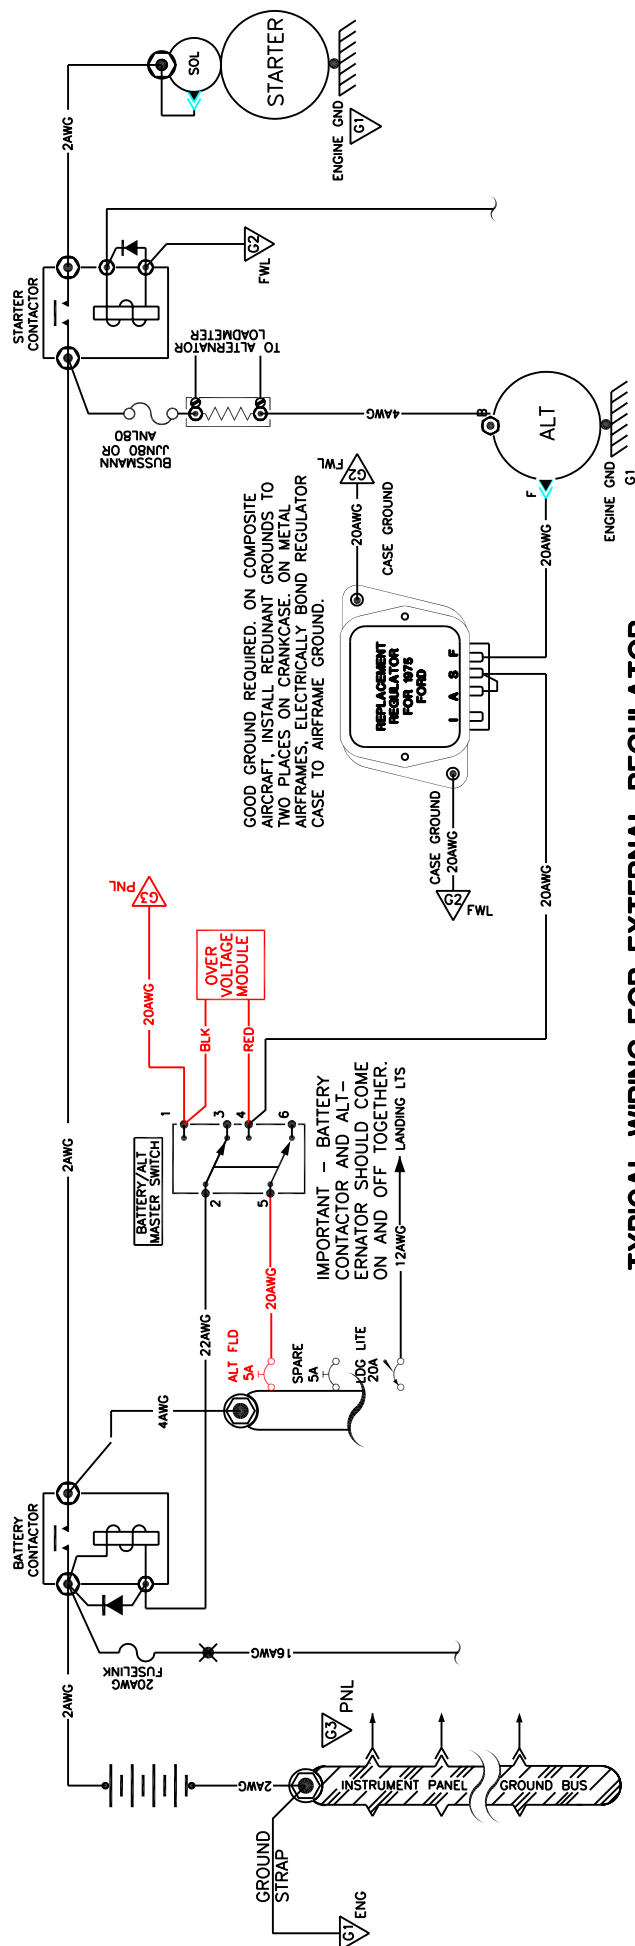 2AWG
SOL
STARTER
ENGINE GND
G1
STARTER
CONTACTOR
G2
FWL
TO ALTERNATOR
LOADMETER
BUSSMANN
JJN80 OR
ANL80
4AWG
B
ALT
F
ENGINE GND
G1
20AWG
G2
FWL
20AWG
CASE GROUND
GOOD GROUND REQUIRED. ON COMPOSITE
AIRCRAFT, INSTALL REDUNANT GROUNDS TO
TWO PLACES ON CRANKCASE. ON METAL
AIRFRAMES, ELECTRICALLY BOND REGULATOR
CASE TO AIRFRAME GROUND.
REPLACEMENT
REGULATOR
FOR 1975
FORD
I A S F
CASE GROUND
20AWG
G2
FWL
20AWG
G3
PNL
20AWG
OVER
VOLTAGE
MODULE
BLK
RED
2AWG
BATTERY/ALT
MASTER SWITCH
1
3
4
6
2
5
IMPORTANT - BATTERY
CONTACTOR AND ALT-
ERNATOR SHOULD COME
ON AND OFF TOGETHER.
LANDING LTS
12AWG
20AWG
22AWG
ALT FLD
5A
SPARE
5A
LDG LITE
20A
4AWG
BATTERY
CONTACTOR
20AWG
FUSELINK
16AWG
2AWG
2AWG
G3
PNL
INSTRUMENT PANEL
GROUND BUS
GROUND
STRAP
G1
ENG
TYPICAL WIRING FOR EXTERNAL REGULATOR